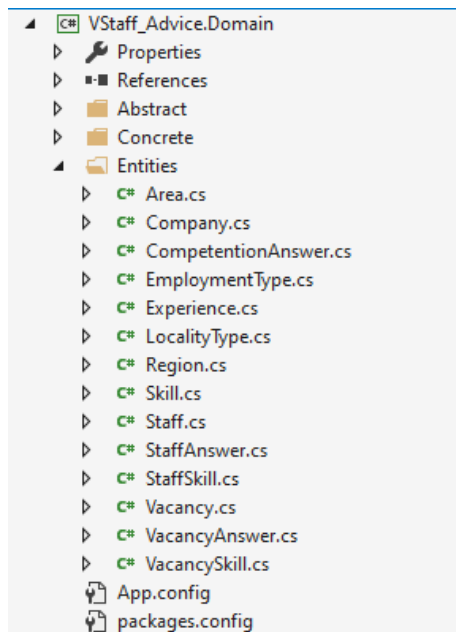 C# VStaff_Advice.Domain
Properties
References
Abstract
Concrete
Entities
C# Area.cs
C# Company.cs
C# CompetentionAnswer.cs
C# EmploymentType.cs
C# Experience.cs
C# LocalityType.cs
C# Region.cs
C# Skill.cs
C# Staff.cs
C# StaffAnswer.cs
C# StaffSkill.cs
C# Vacancy.cs
C# VacancyAnswer.cs
C# VacancySkill.cs
App.config
packages.config